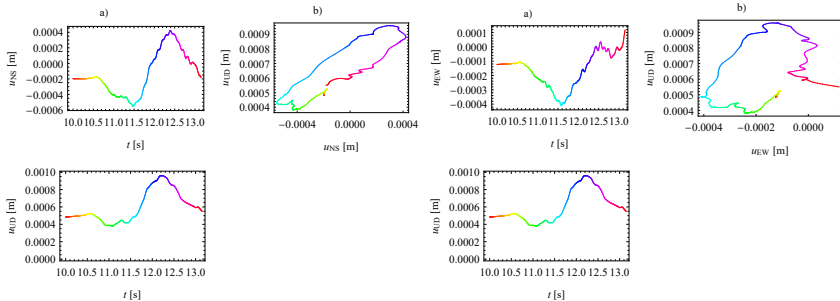 a)
0.0004
0.0002
0.0000
−0.0002
−0.0004
−0.0006
u_NS [m]
10.0 10.5 11.0 11.5 12.0 12.5 13.0
t [s]
b)
0.0009
0.0008
0.0007
0.0006
0.0005
0.0004
u_UD [m]
−0.0004 0.0000 0.0004
u_NS [m]
a)
0.0001
−0.0000
−0.0001
−0.0002
−0.0003
−0.0004
u_EW [m]
10.0 10.5 11.0 11.5 12.0 12.5 13.0
t [s]
b)
0.0009
0.0008
0.0007
0.0006
0.0005
0.0004
u_UD [m]
−0.0004 −0.0002 0.0000
u_EW [m]
0.0010
0.0008
0.0006
0.0004
0.0002
0.0000
u_UD [m]
10.0 10.5 11.0 11.5 12.0 12.5 13.0
t [s]
0.0010
0.0008
0.0006
0.0004
0.0002
0.0000
u_UD [m]
10.0 10.5 11.0 11.5 12.0 12.5 13.0
t [s]